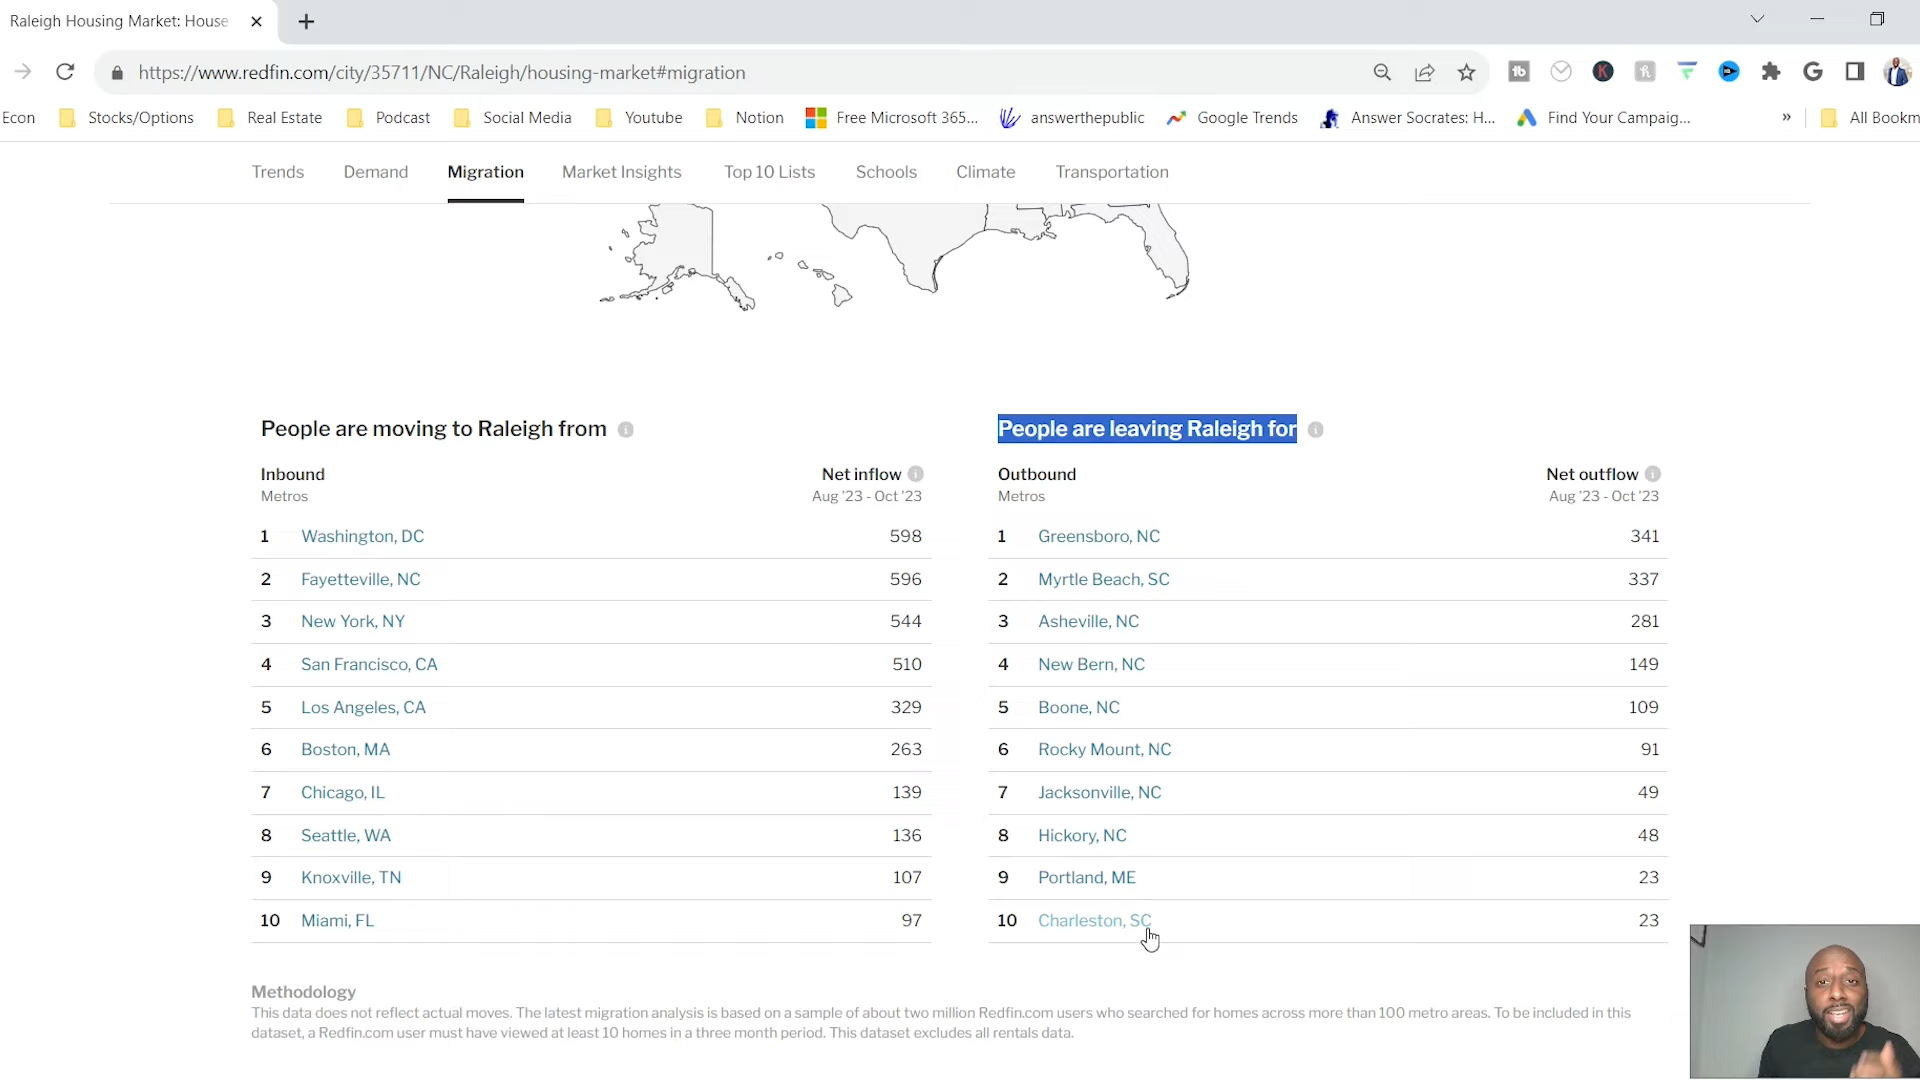 Raleigh Housing Market: House
https://www.redfin.com/city/35711/NC/Raleigh/housing-market#migration
Econ Stocks/Options Real Estate Podcast Social Media Youtube Notion Free Microsoft 365... answerthepublic Google Trends Answer Socrates: H... Find Your Campaig... » All Bookm
Trends Demand Migration Market Insights Top 10 Lists Schools Climate Transportation
People are moving to Raleigh from
Inbound Net inflow
Metros Aug '23 - Oct '23
1 Washington, DC 598
2 Fayetteville, NC 596
3 New York, NY 544
4 San Francisco, CA 510
5 Los Angeles, CA 329
6 Boston, MA 263
7 Chicago, IL 139
8 Seattle, WA 136
9 Knoxville, TN 107
10 Miami, FL 97
People are leaving Raleigh for
Outbound Net outflow
Metros Aug '23 - Oct '23
1 Greensboro, NC 341
2 Myrtle Beach, SC 337
3 Asheville, NC 281
4 New Bern, NC 149
5 Boone, NC 109
6 Rocky Mount, NC 91
7 Jacksonville, NC 49
8 Hickory, NC 48
9 Portland, ME 23
10 Charleston, SC 23
Methodology
This data does not reflect actual moves. The latest migration analysis is based on a sample of about two million Redfin.com users who searched for homes across more than 100 metro areas. To be included in this
dataset, a Redfin.com user must have viewed at least 10 homes in a three month period. This dataset excludes all rentals data.